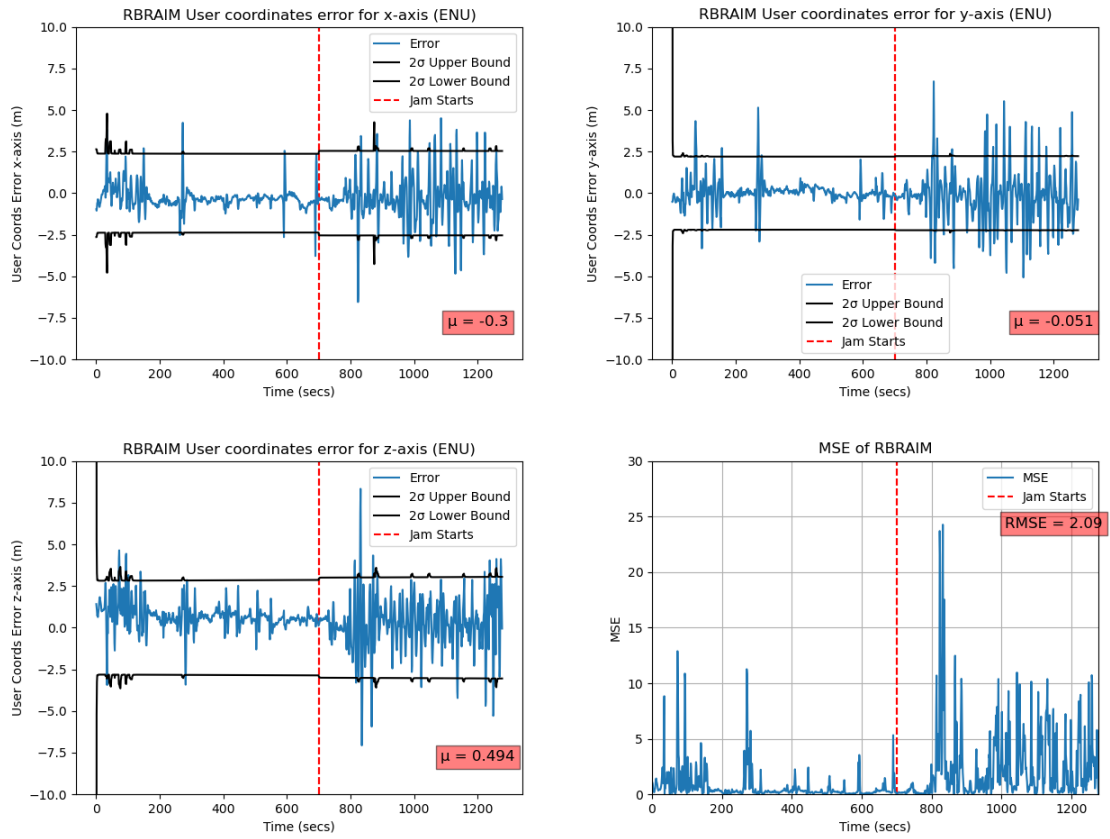 RBRAIM User coordinates error for x-axis (ENU)
10.0
7.5
5.0
2.5
0.0
−2.5
−5.0
−7.5
−10.0
User Coords Error x-axis (m)
Error
2σ Upper Bound
2σ Lower Bound
Jam Starts
μ = -0.3
0 200 400 600 800 1000 1200
Time (secs)
RBRAIM User coordinates error for y-axis (ENU)
10.0
7.5
5.0
2.5
0.0
−2.5
−5.0
−7.5
−10.0
User Coords Error y-axis (m)
Error
2σ Upper Bound
2σ Lower Bound
Jam Starts
μ = -0.051
0 200 400 600 800 1000 1200
Time (secs)
RBRAIM User coordinates error for z-axis (ENU)
10.0
7.5
5.0
2.5
0.0
−2.5
−5.0
−7.5
−10.0
User Coords Error z-axis (m)
Error
2σ Upper Bound
2σ Lower Bound
Jam Starts
μ = 0.494
0 200 400 600 800 1000 1200
Time (secs)
MSE of RBRAIM
30
25
20
15
10
5
0
MSE
MSE
Jam Starts
RMSE = 2.09
0 200 400 600 800 1000 1200
Time (secs)